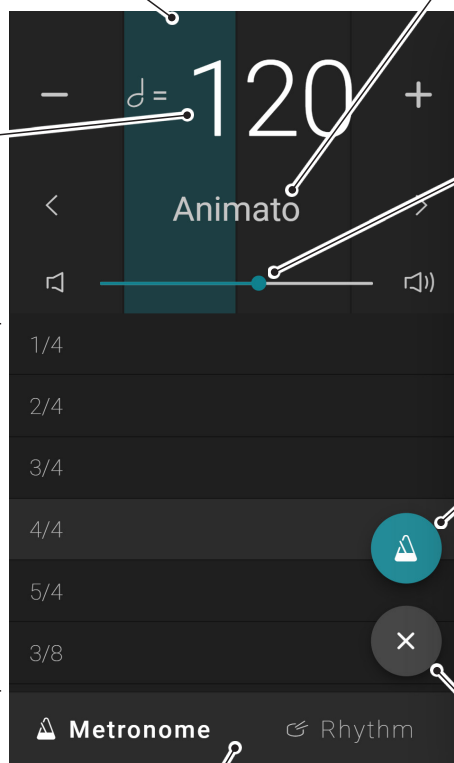 − 𝅗𝅥 = 120 +
Animato
1/4
2/4
3/4
4/4
5/4
3/8
Metronome Rhythm